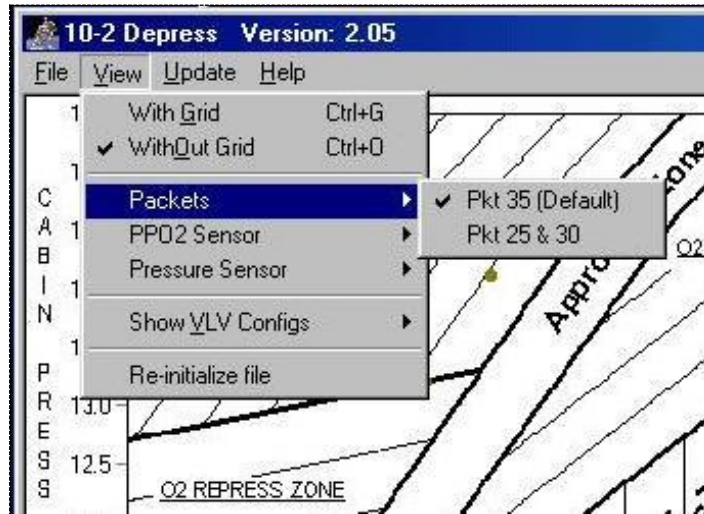 10-2 Depress Version: 2.05
File View Update Help
With Grid Ctrl+G
WithOut Grid Ctrl+O
Packets
Pkt 35 (Default)
PPO2 Sensor
Pkt 25 & 30
Pressure Sensor
Show VLV Configs
Re-initialize file
CABIN PRESS
13.0
12.5
O2 REPRESS ZONE
O2